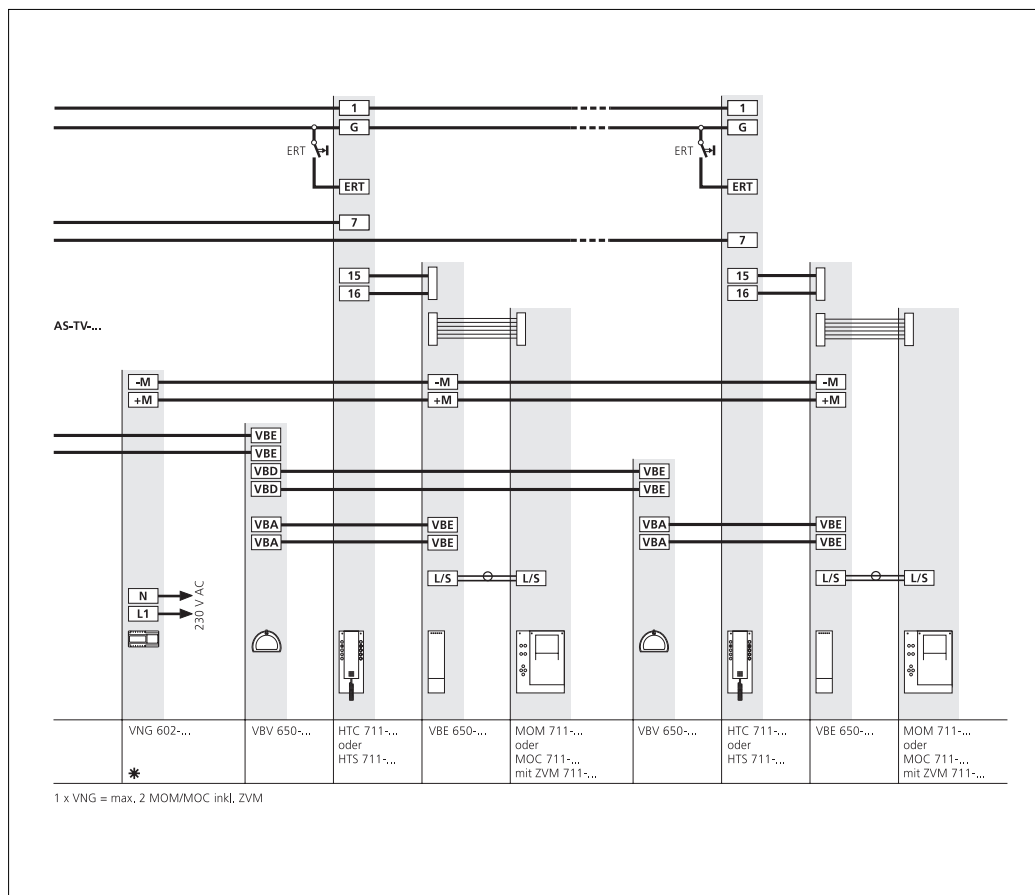 1 1
G G
ERT ERT
ERT ERT
7
7
15 15
16 16
AS-TV-...
-M -M -M
+M +M +M
VBE
VBE
VBD VBE
VBD VBE
VBA VBE VBA VBE
VBA VBE VBA VBE
L/S L/S L/S L/S
N
L1
230 V AC
VNG 602-...
*
VBV 650-...
HTC 711-...
oder
HTS 711-...
VBE 650-...
MOM 711-...
oder
MOC 711-...
mit ZVM 711-...
VBV 650-...
HTC 711-...
oder
HTS 711-...
VBE 650-...
MOM 711-...
oder
MOC 711-...
mit ZVM 711-...
1 x VNG = max. 2 MOM/MOC inkl. ZVM